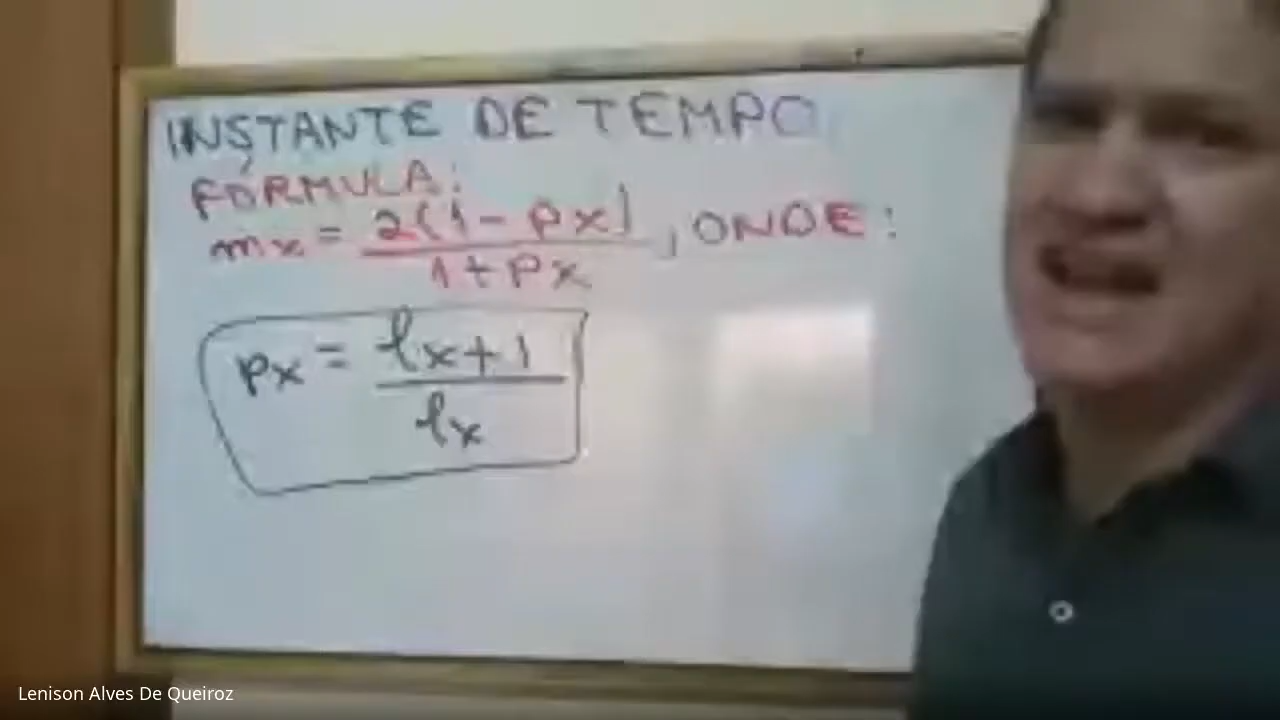 INSTANTE DE TEMPO
FÓRMULA:
mx = 2(1 - px) / 1 + px , ONDE:
px = lx+1 / lx
Lenison Alves De Queiroz